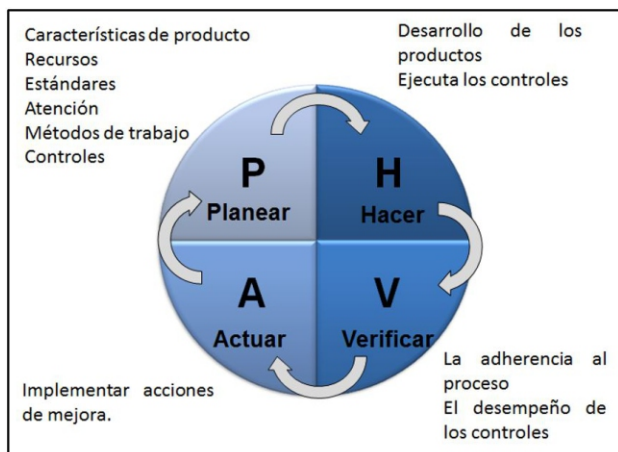 Características de producto
Recursos
Estándares
Atención
Métodos de trabajo
Controles
Desarrollo de los
productos
Ejecuta los controles
P
Planear
H
Hacer
A
Actuar
V
Verificar
Implementar acciones
de mejora.
La adherencia al
proceso
El desempeño de
los controles